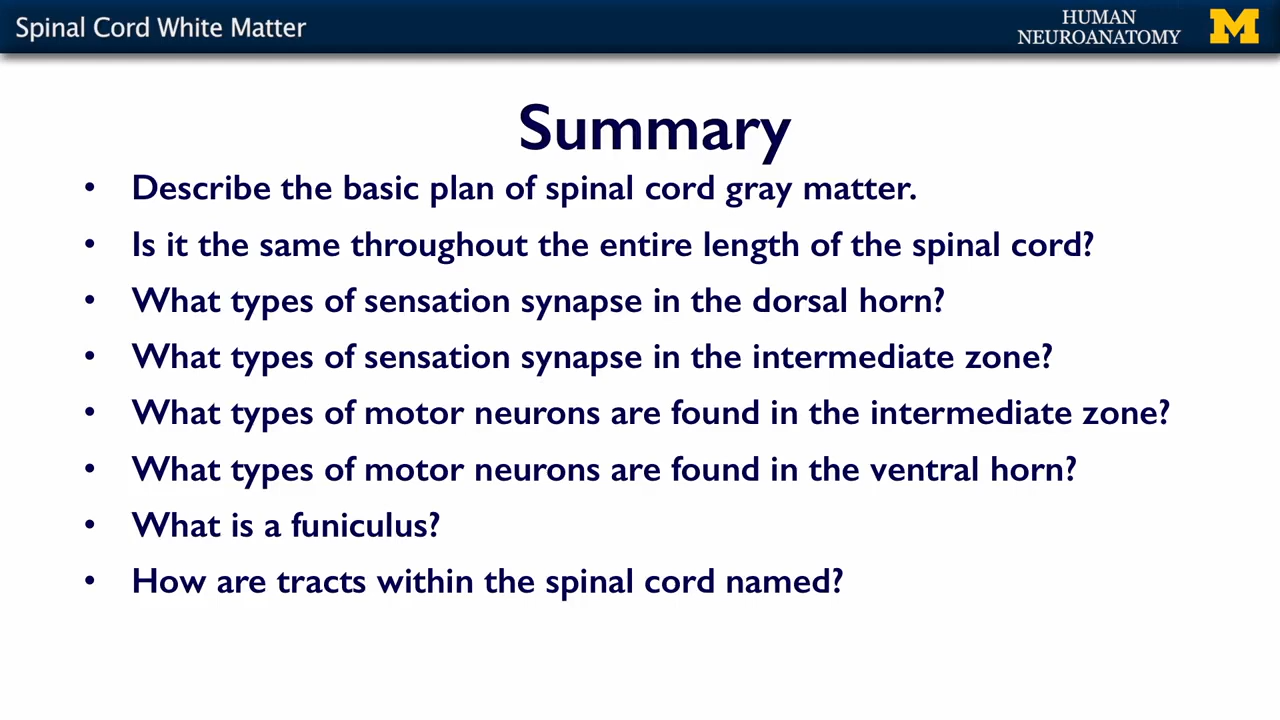 Spinal Cord White Matter
HUMAN
NEUROANATOMY
M
Summary
• Describe the basic plan of spinal cord gray matter.
• Is it the same throughout the entire length of the spinal cord?
• What types of sensation synapse in the dorsal horn?
• What types of sensation synapse in the intermediate zone?
• What types of motor neurons are found in the intermediate zone?
• What types of motor neurons are found in the ventral horn?
• What is a funiculus?
• How are tracts within the spinal cord named?